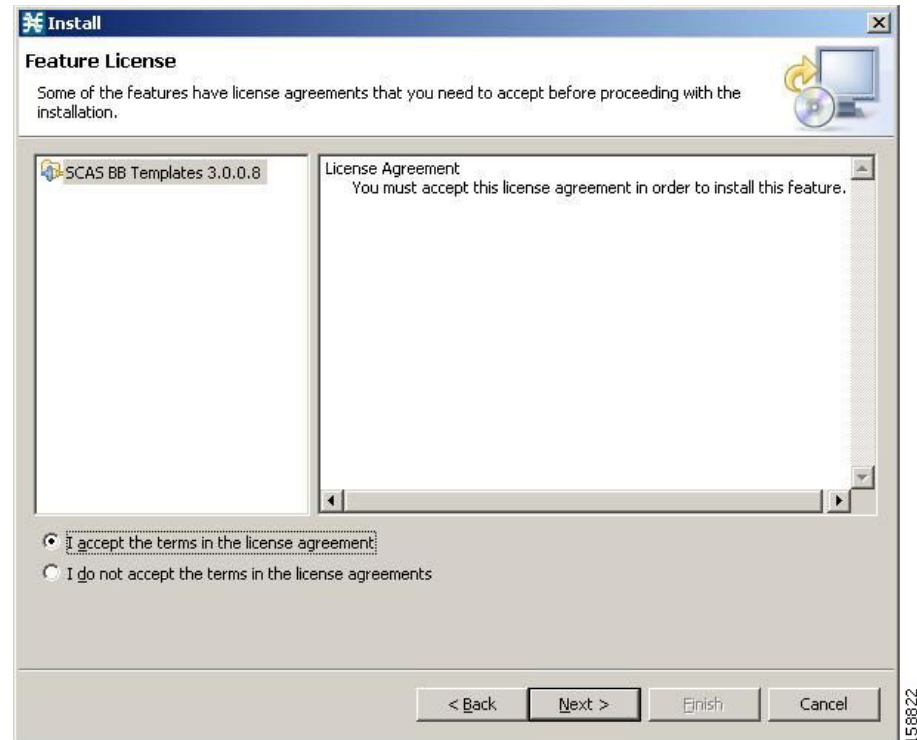 Install
Feature License
Some of the features have license agreements that you need to accept before proceeding with the
installation.
SCAS BB Templates 3.0.0.8
License Agreement
You must accept this license agreement in order to install this feature.
I accept the terms in the license agreement
I do not accept the terms in the license agreements
< Back
Next >
Finish
Cancel
158822